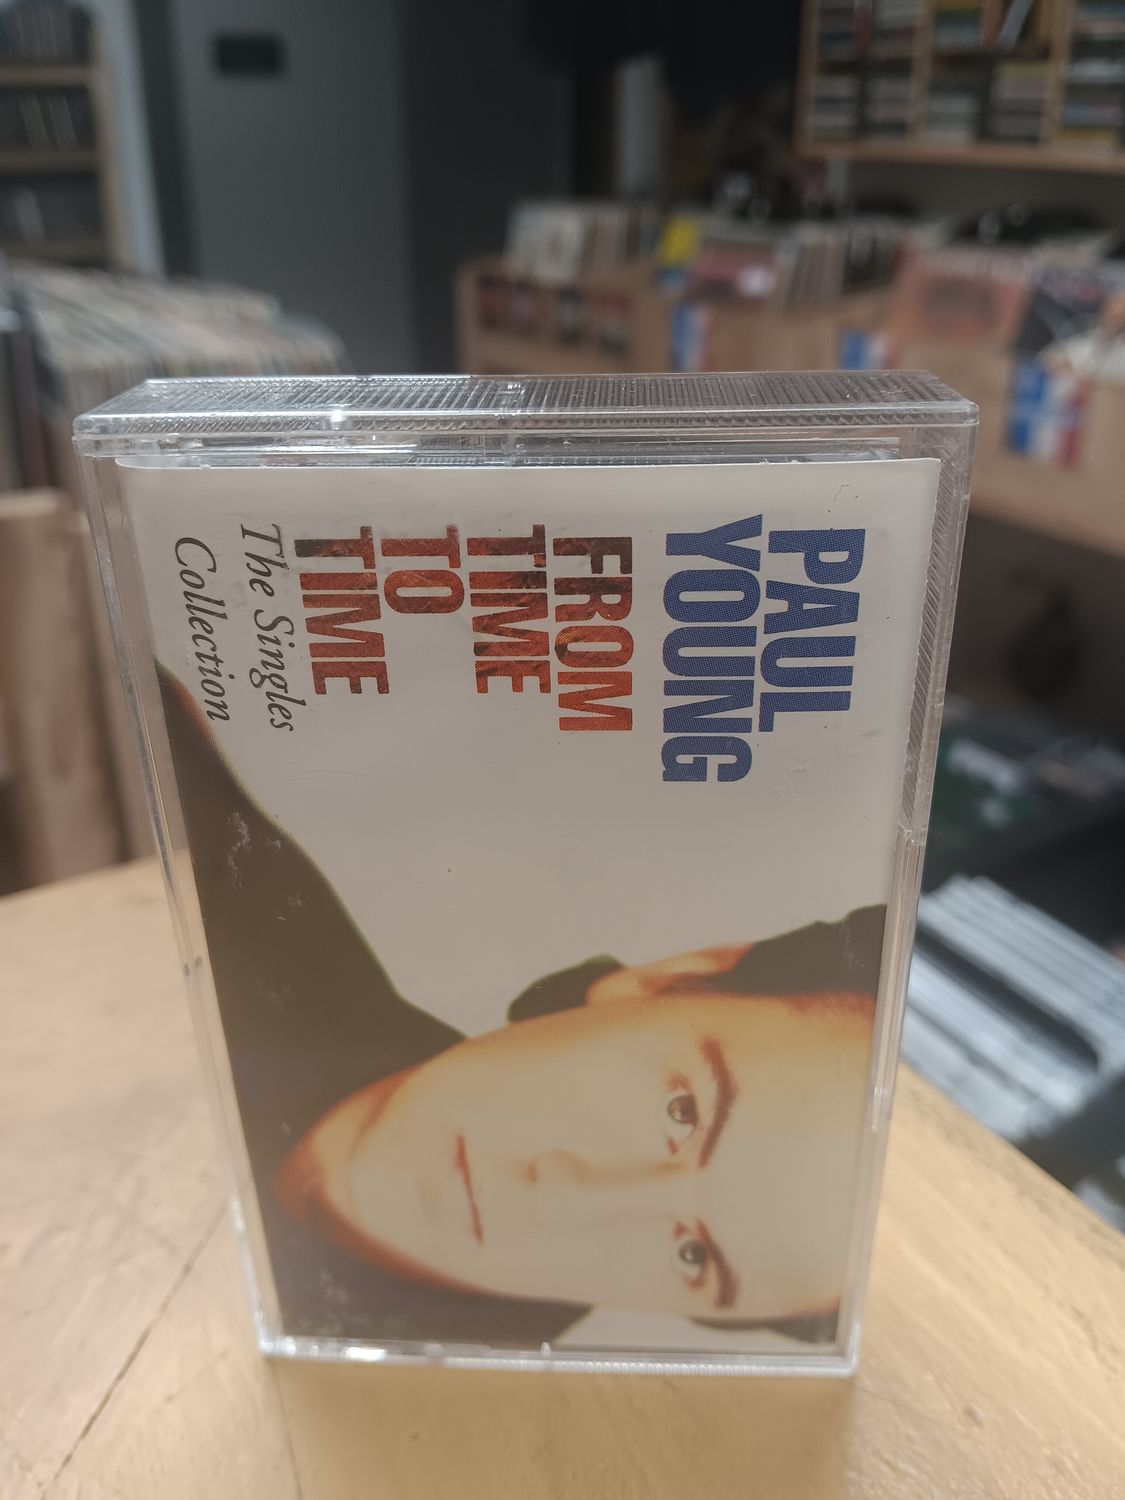 PAUL
YOUNG
FROM
TIME
TO
TIME
The Singles
Collection